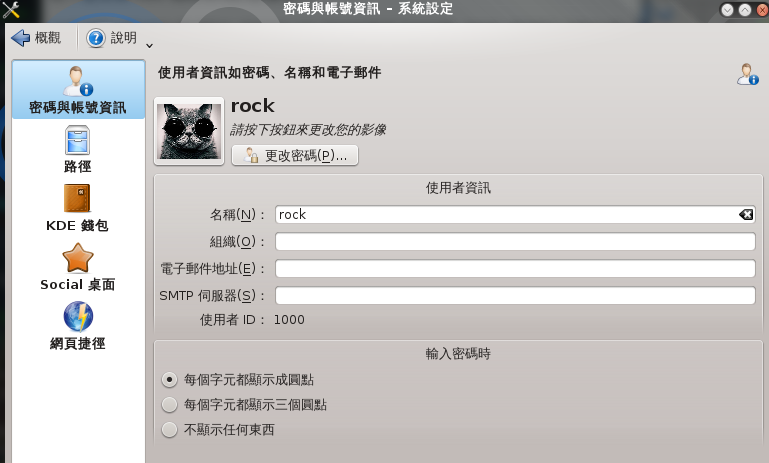 密碼與帳號資訊 – 系統設定
概觀
說明
密碼與帳號資訊
路徑
KDE 錢包
Social 桌面
網頁捷徑
使用者資訊如密碼、名稱和電子郵件
rock
請按下按鈕來更改您的影像
更改密碼(P)...
使用者資訊
名稱(N)： rock
組織(O)：
電子郵件地址(E)：
SMTP 伺服器(S)：
使用者 ID： 1000
輸入密碼時
每個字元都顯示成圓點
每個字元都顯示三個圓點
不顯示任何東西